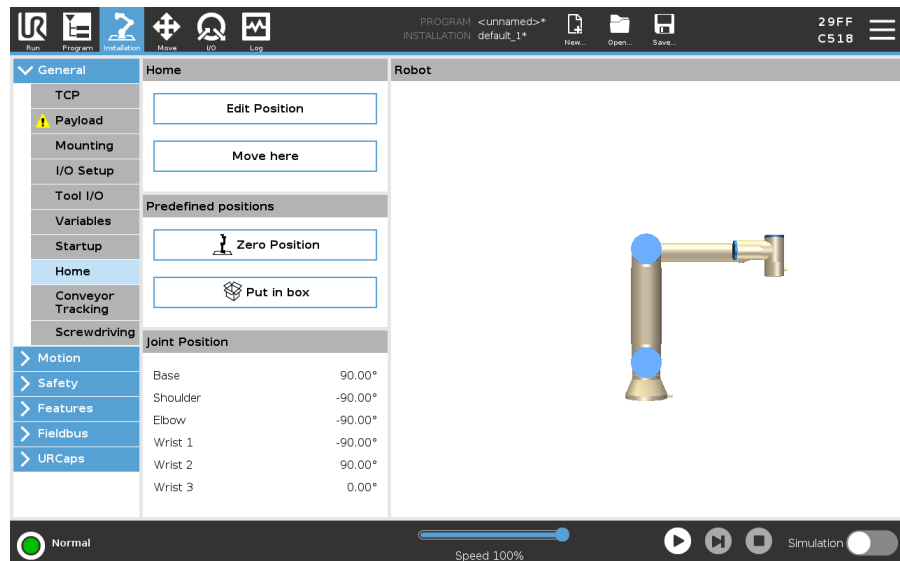 UR
Run
Program
Installation
Move
I/O
Log
PROGRAM <unnamed>*
INSTALLATION default_1*
New...
Open...
Save...
29FF
C518
General
TCP
Payload
Mounting
I/O Setup
Tool I/O
Variables
Startup
Home
Conveyor
Tracking
Screwdriving
Motion
Safety
Features
Fieldbus
URCaps
Home
Edit Position
Move here
Predefined positions
Zero Position
Put in box
Joint Position
Base 90.00°
Shoulder -90.00°
Elbow -90.00°
Wrist 1 -90.00°
Wrist 2 90.00°
Wrist 3 0.00°
Robot
Normal
Speed 100%
Simulation